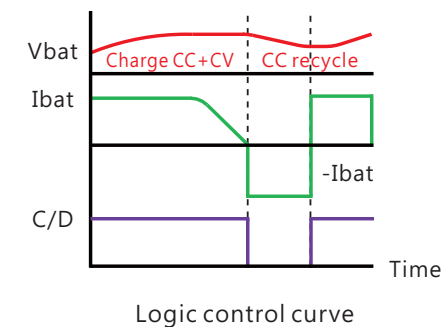 Vbat
Charge CC+CV
CC recycle
Ibat
-Ibat
C/D
Time
Logic control curve